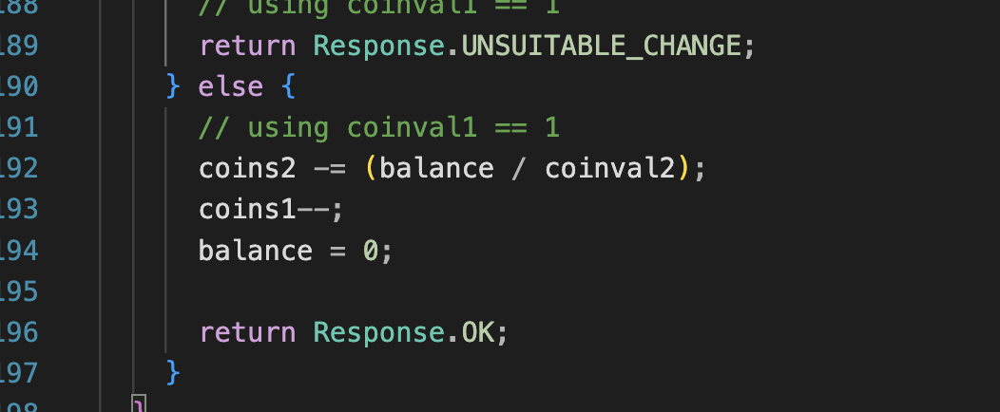 188 // using coinval1 == 1
189 return Response.UNSUITABLE_CHANGE;
190 } else {
191 // using coinval1 == 1
192 coins2 -= (balance / coinval2);
193 coins1--;
194 balance = 0;
195
196 return Response.OK;
197 }
198 }